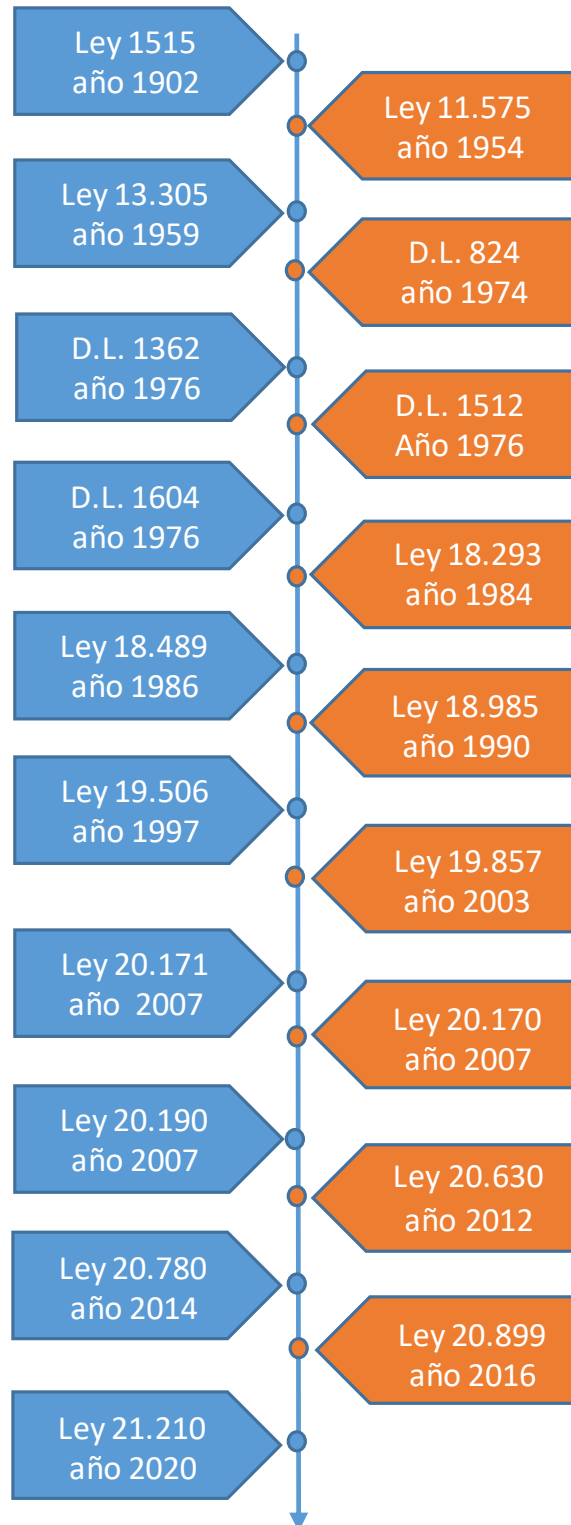 Ley 1515
año 1902
Ley 11.575
año 1954
Ley 13.305
año 1959
D.L. 824
año 1974
D.L. 1362
año 1976
D.L. 1512
Año 1976
D.L. 1604
año 1976
Ley 18.293
año 1984
Ley 18.489
año 1986
Ley 18.985
año 1990
Ley 19.506
año 1997
Ley 19.857
año 2003
Ley 20.171
año 2007
Ley 20.170
año 2007
Ley 20.190
año 2007
Ley 20.630
año 2012
Ley 20.780
año 2014
Ley 20.899
año 2016
Ley 21.210
año 2020